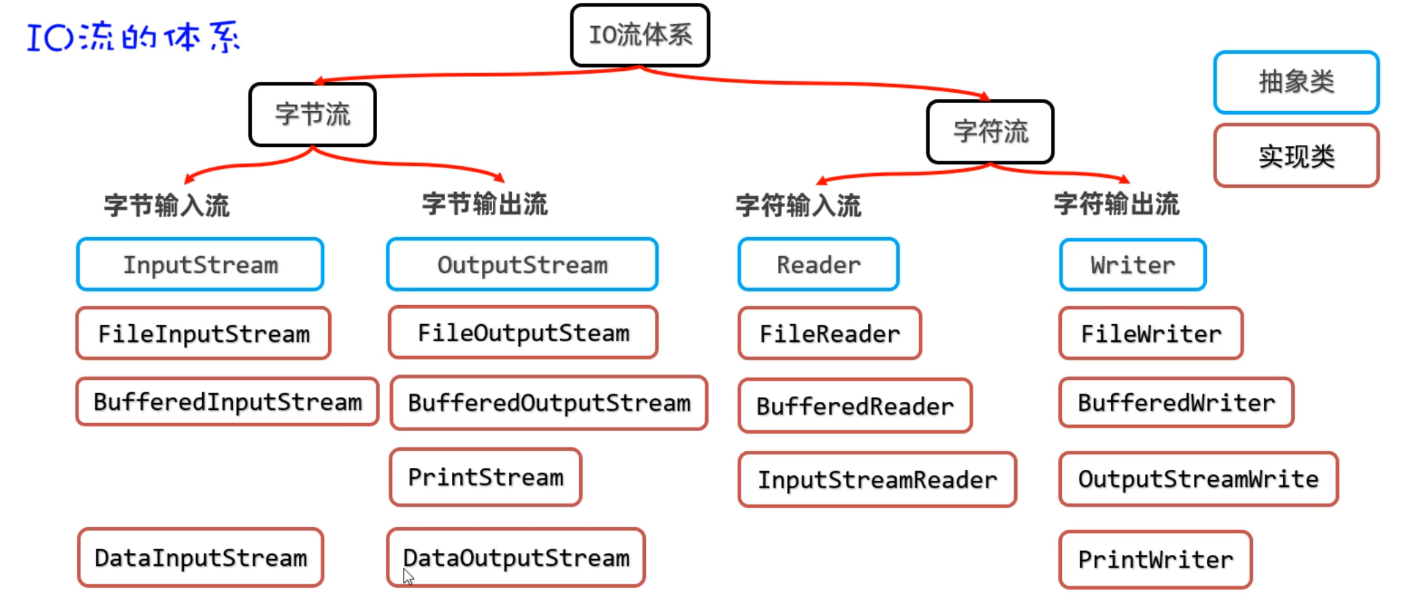 IO流的体系
IO流体系
抽象类
实现类
字节流
字符流
字节输入流
字节输出流
字符输入流
字符输出流
InputStream
OutputStream
Reader
Writer
FileInputStream
FileOutputSteam
FileReader
FileWriter
BufferedInputStream
BufferedOutputStream
BufferedReader
BufferedWriter
PrintStream
InputStreamReader
OutputStreamWrite
DataInputStream
DataOutputStream
PrintWriter